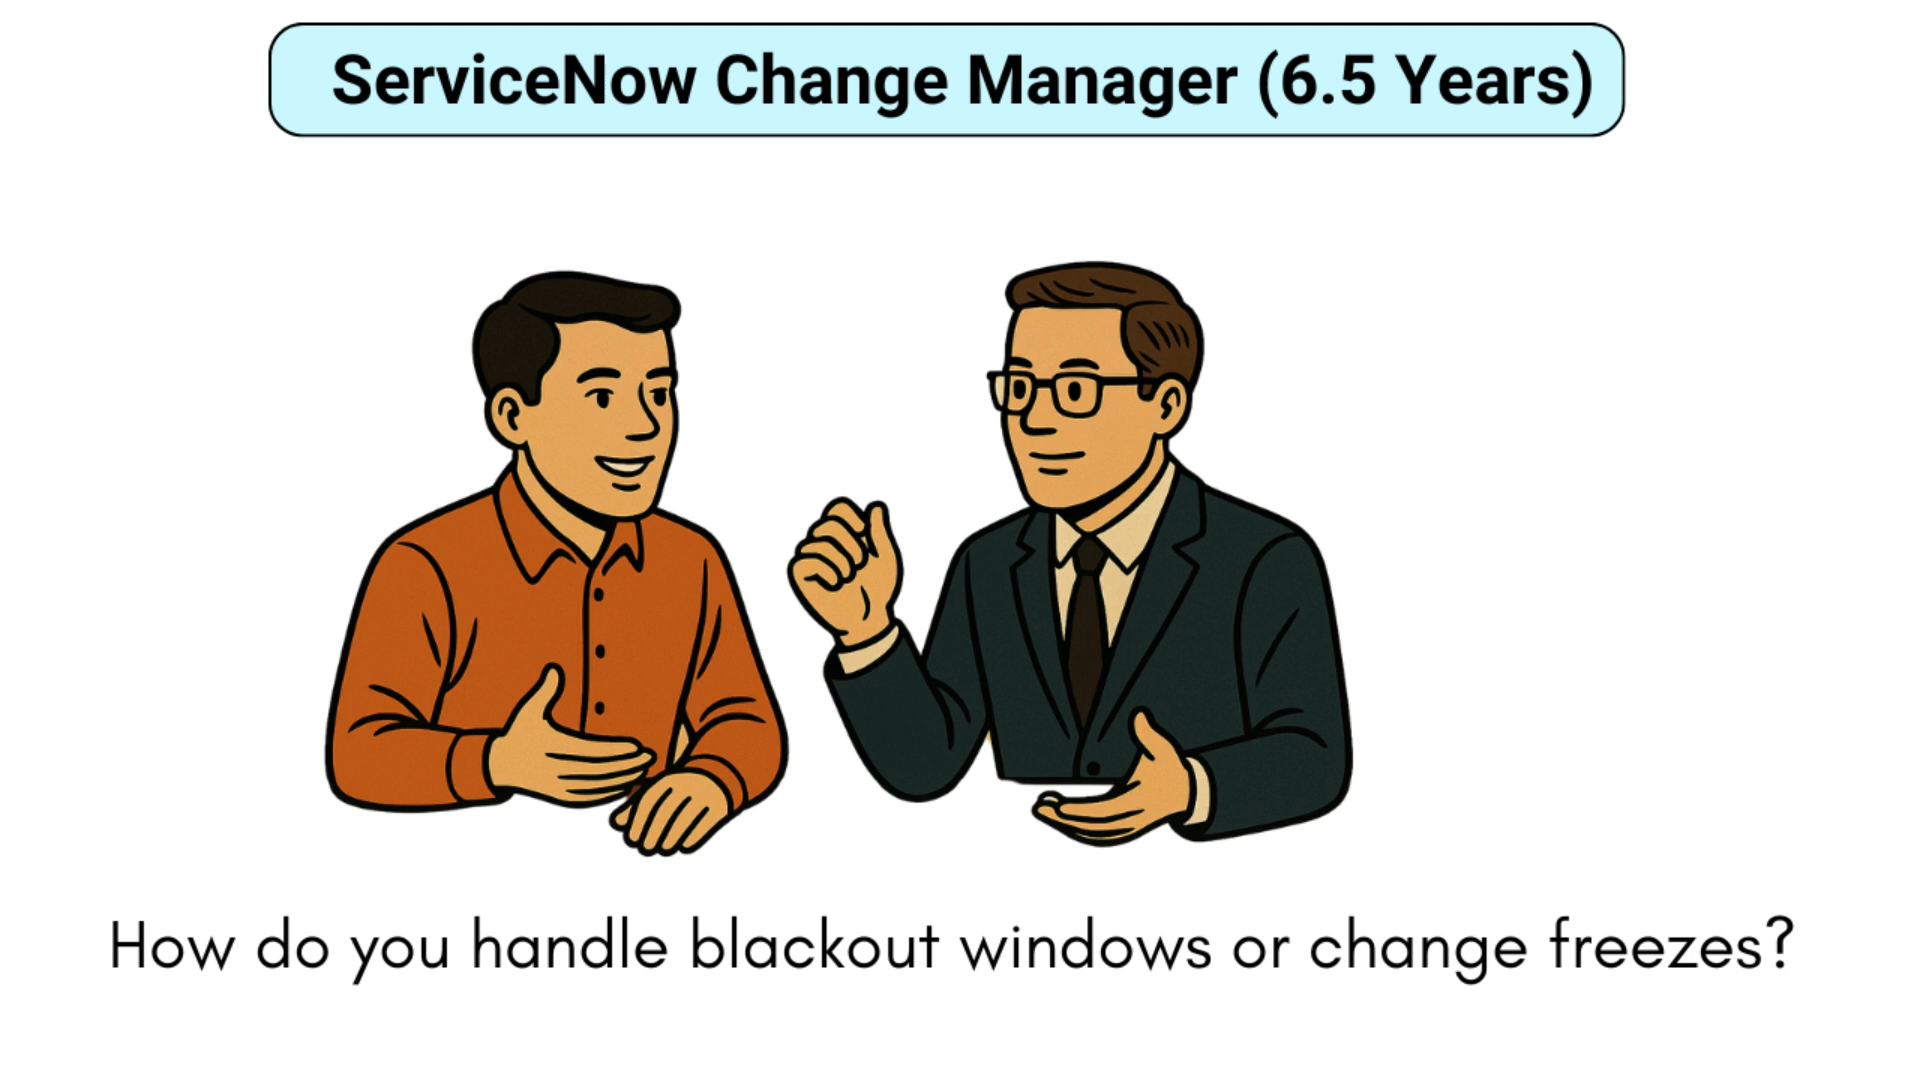 ServiceNow Change Manager (6.5 Years)
How do you handle blackout windows or change freezes?